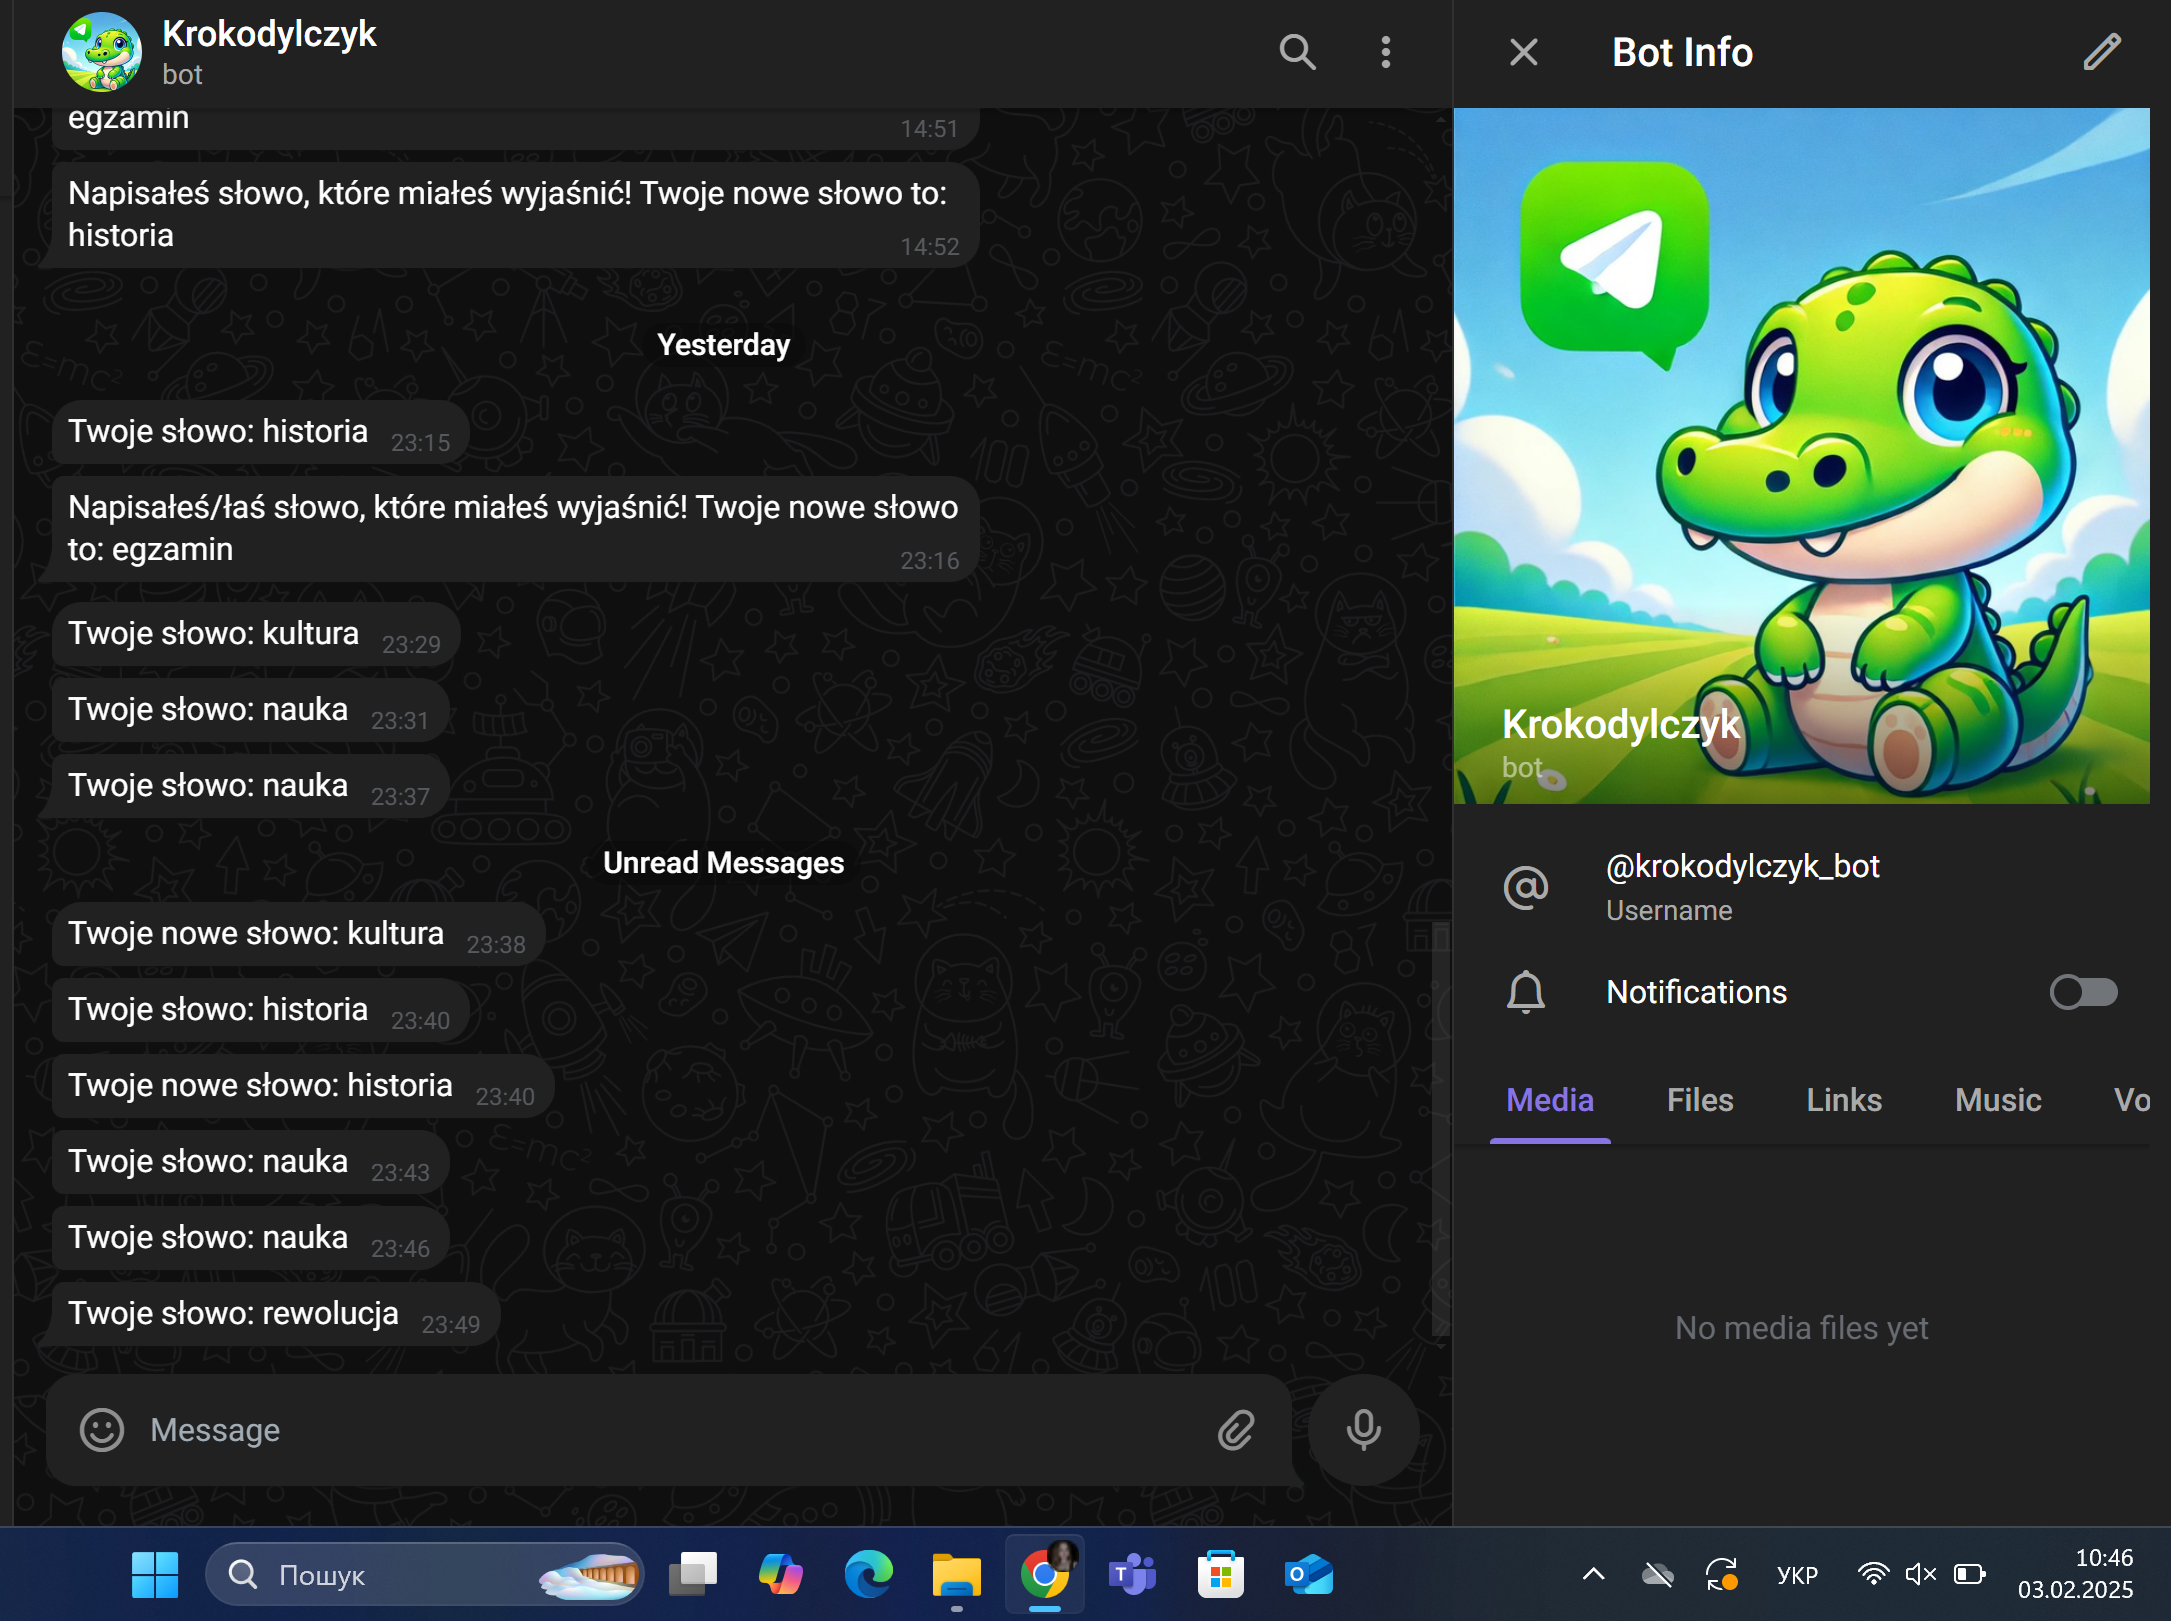 Krokodylczyk
bot
egzamin
14:51
Napisałeś słowo, które miałeś wyjaśnić! Twoje nowe słowo to:
historia
14:52
Yesterday
Twoje słowo: historia 23:15
Napisałeś/łaś słowo, które miałeś wyjaśnić! Twoje nowe słowo
to: egzamin
23:16
Twoje słowo: kultura 23:29
Twoje słowo: nauka 23:31
Twoje słowo: nauka 23:37
Unread Messages
Twoje nowe słowo: kultura 23:38
Twoje słowo: historia 23:40
Twoje nowe słowo: historia 23:40
Twoje słowo: nauka 23:43
Twoje słowo: nauka 23:46
Twoje słowo: rewolucja 23:49
Message
Bot Info
Krokodylczyk
bot
@krokodylczyk_bot
Username
Notifications
Media Files Links Music Vo
No media files yet
Пошук
УКР
10:46
03.02.2025